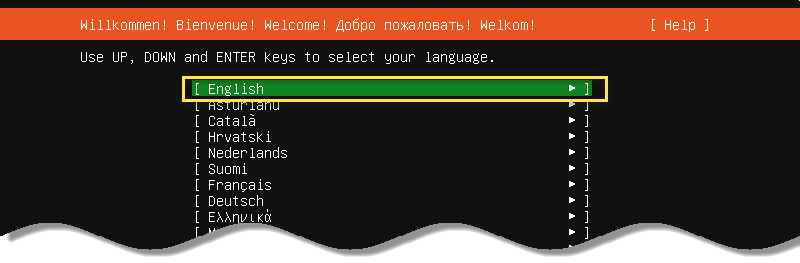 Willkommen! Bienvenue! Welcome! Добро пожаловать! Welkom! [ Help ]
Use UP, DOWN and ENTER keys to select your language.
[ English ▸ ]
[ Asturianu ▸ ]
[ Català ▸ ]
[ Hrvatski ▸ ]
[ Nederlands ▸ ]
[ Suomi ▸ ]
[ Français ▸ ]
[ Deutsch ▸ ]
[ Ελληνικά ▸ ]